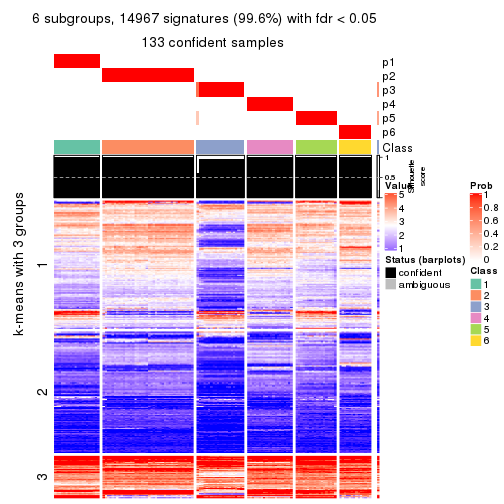 6 subgroups, 14967 signatures (99.6%) with fdr < 0.05
133 confident samples
p1
p2
p3
p4
p5
p6
Class
1
0.5
Silhouette
score
k-means with 3 groups
1
2
3
Value
5
4
3
2
1
Status (barplots)
confident
ambiguous
Prob
1
0.8
0.6
0.4
0.2
0
Class
1
2
3
4
5
6